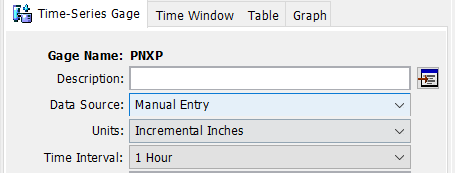 Time-Series Gage Time Window Table Graph
Gage Name: PNXP
Description:
Data Source: Manual Entry
Units: Incremental Inches
Time Interval: 1 Hour